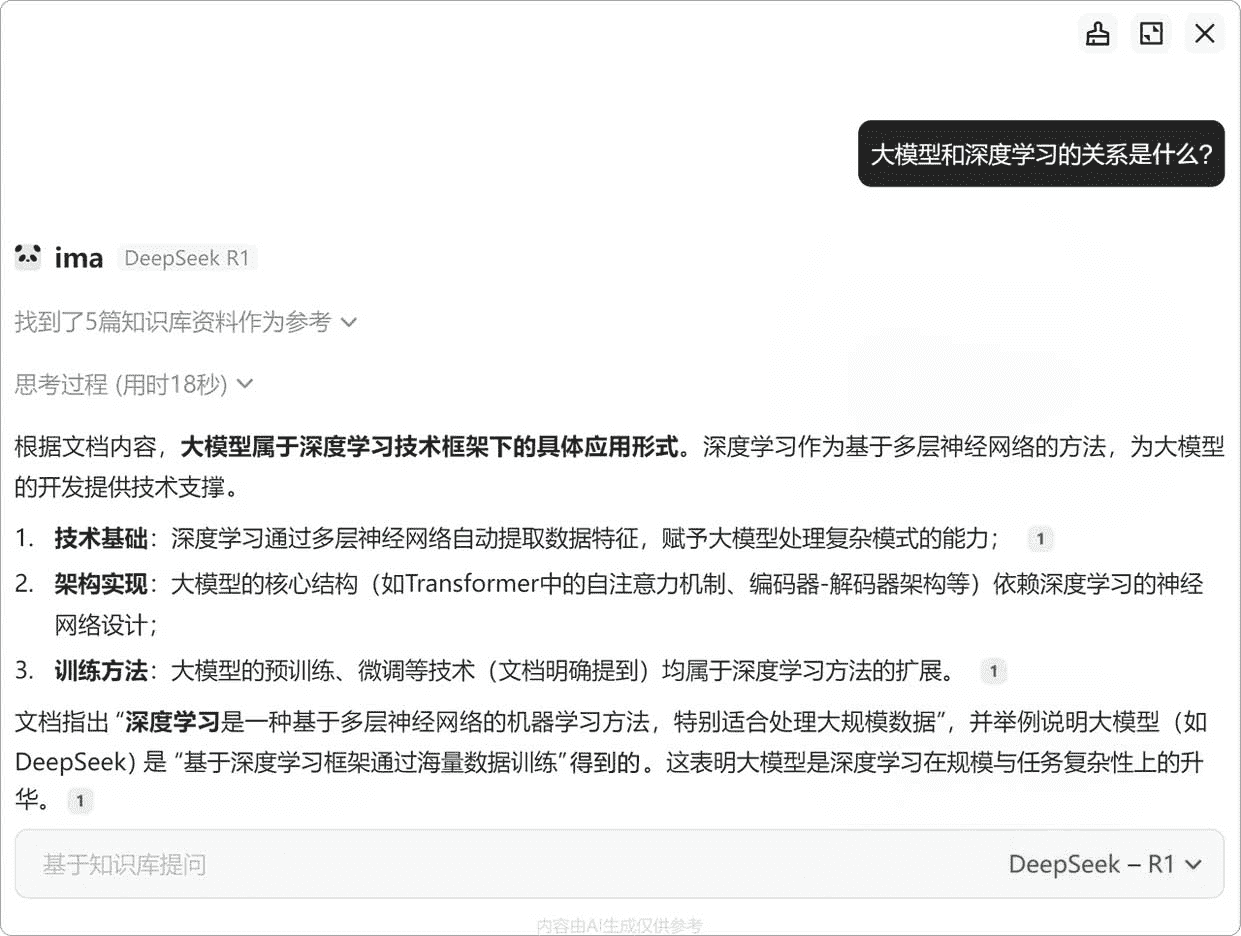 大模型和深度学习的关系是什么？
ima DeepSeek R1
找到了5篇知识库资料作为参考
思考过程 (用时18秒)
根据文档内容，大模型属于深度学习技术框架下的具体应用形式。深度学习作为基于多层神经网络的方法，为大模型
的开发提供技术支撑。
1. 技术基础：深度学习通过多层神经网络自动提取数据特征，赋予大模型处理复杂模式的能力； 1
2. 架构实现：大模型的核心结构（如Transformer中的自注意力机制、编码器-解码器架构等）依赖深度学习的神经
网络设计；
3. 训练方法：大模型的预训练、微调等技术（文档明确提到）均属于深度学习方法的扩展。 1
文档指出 “深度学习是一种基于多层神经网络的机器学习方法，特别适合处理大规模数据”，并举例说明大模型（如
DeepSeek) 是 “基于深度学习框架通过海量数据训练”得到的。这表明大模型是深度学习在规模与任务复杂性上的升
华。 1
基于知识库提问 DeepSeek – R1
内容由AI生成仅供参考